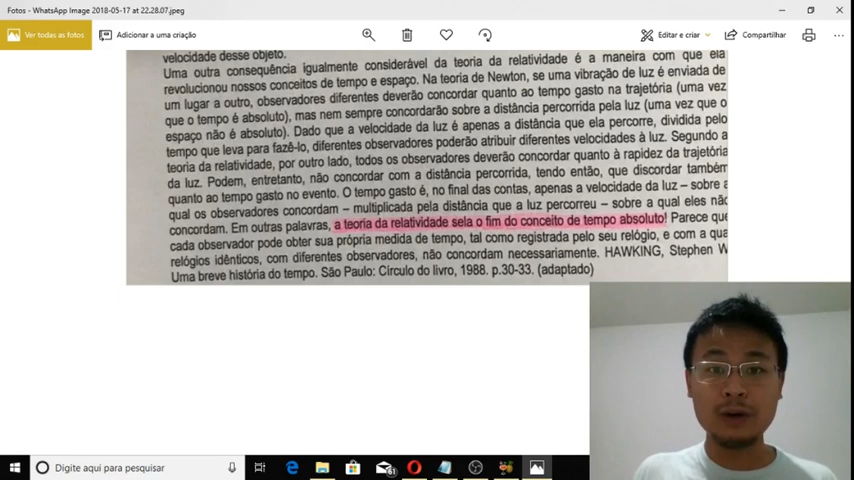 Fotos - WhatsApp Image 2018-05-17 at 22.28.07.jpeg
Ver todas as fotos
Adicionar a uma criação
Editar e criar
Compartilhar
velocidade desse objeto.
Uma outra consequência igualmente considerável da teoria da relatividade é a maneira com que ela
revolucionou nossos conceitos de tempo e espaço. Na teoria de Newton, se uma vibração de luz é enviada de
um lugar a outro, observadores diferentes deverão concordar quanto ao tempo gasto na trajetória (uma vez
que o tempo é absoluto), mas nem sempre concordarão sobre a distância percorrida pela luz (uma vez que o
espaço não é absoluto). Dado que a velocidade da luz é apenas a distância que ela percorre, dividida pelo
tempo que leva para fazê-lo, diferentes observadores poderão atribuir diferentes velocidades à luz. Segundo a
teoria da relatividade, por outro lado, todos os observadores deverão concordar quanto à rapidez da trajetória
da luz. Podem, entretanto, não concordar com a distância percorrida, tendo então, que discordar também
quanto ao tempo gasto no evento. O tempo gasto é, no final das contas, apenas a velocidade da luz – sobre a
qual os observadores concordam – multiplicada pela distância que a luz percorreu – sobre a qual eles não
concordam. Em outras palavras, a teoria da relatividade sela o fim do conceito de tempo absoluto! Parece que
cada observador pode obter sua própria medida de tempo, tal como registrada pelo seu relógio, e com a qua
relógios idênticos, com diferentes observadores, não concordam necessariamente. HAWKING, Stephen W
Uma breve história do tempo. São Paulo: Círculo do livro, 1988. p.30-33. (adaptado)
Digite aqui para pesquisar
61